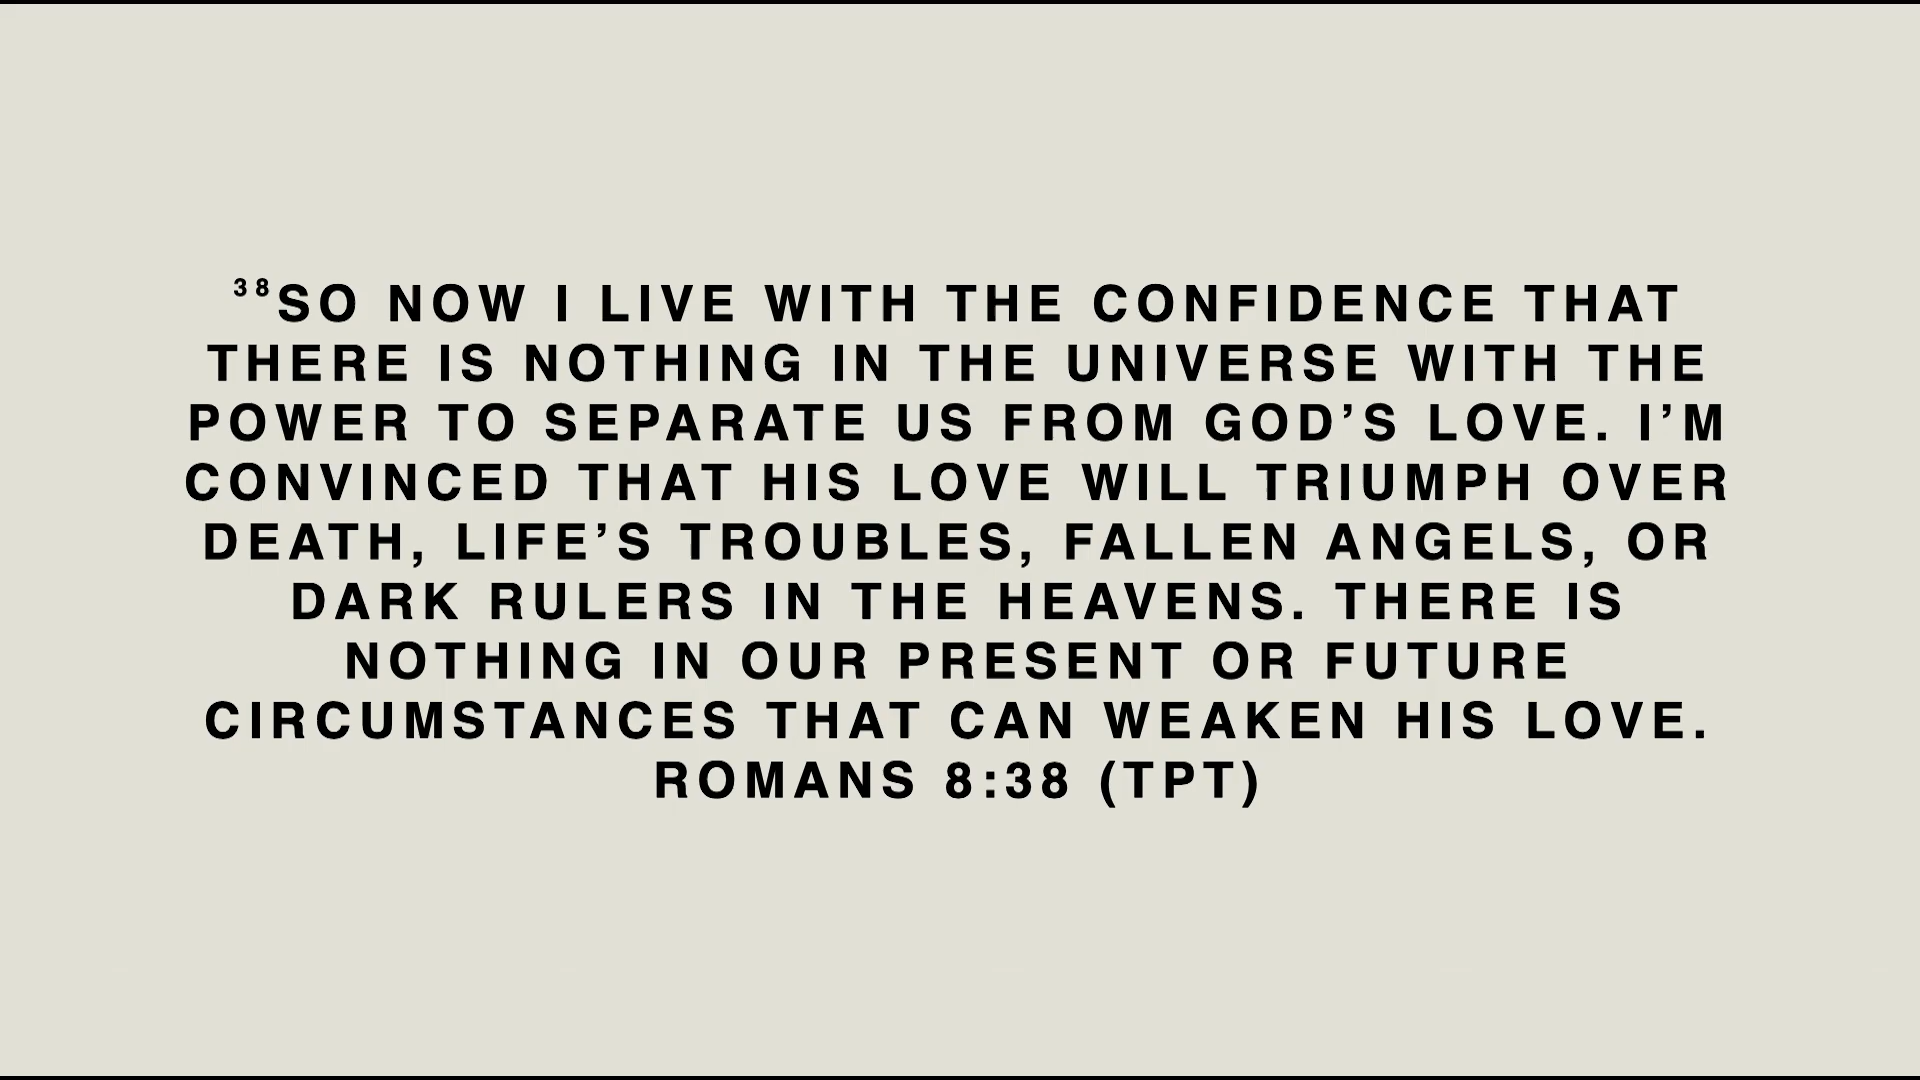 ³⁸SO NOW I LIVE WITH THE CONFIDENCE THAT
THERE IS NOTHING IN THE UNIVERSE WITH THE
POWER TO SEPARATE US FROM GOD’S LOVE. I’M
CONVINCED THAT HIS LOVE WILL TRIUMPH OVER
DEATH, LIFE’S TROUBLES, FALLEN ANGELS, OR
DARK RULERS IN THE HEAVENS. THERE IS
NOTHING IN OUR PRESENT OR FUTURE
CIRCUMSTANCES THAT CAN WEAKEN HIS LOVE.
ROMANS 8:38 (TPT)